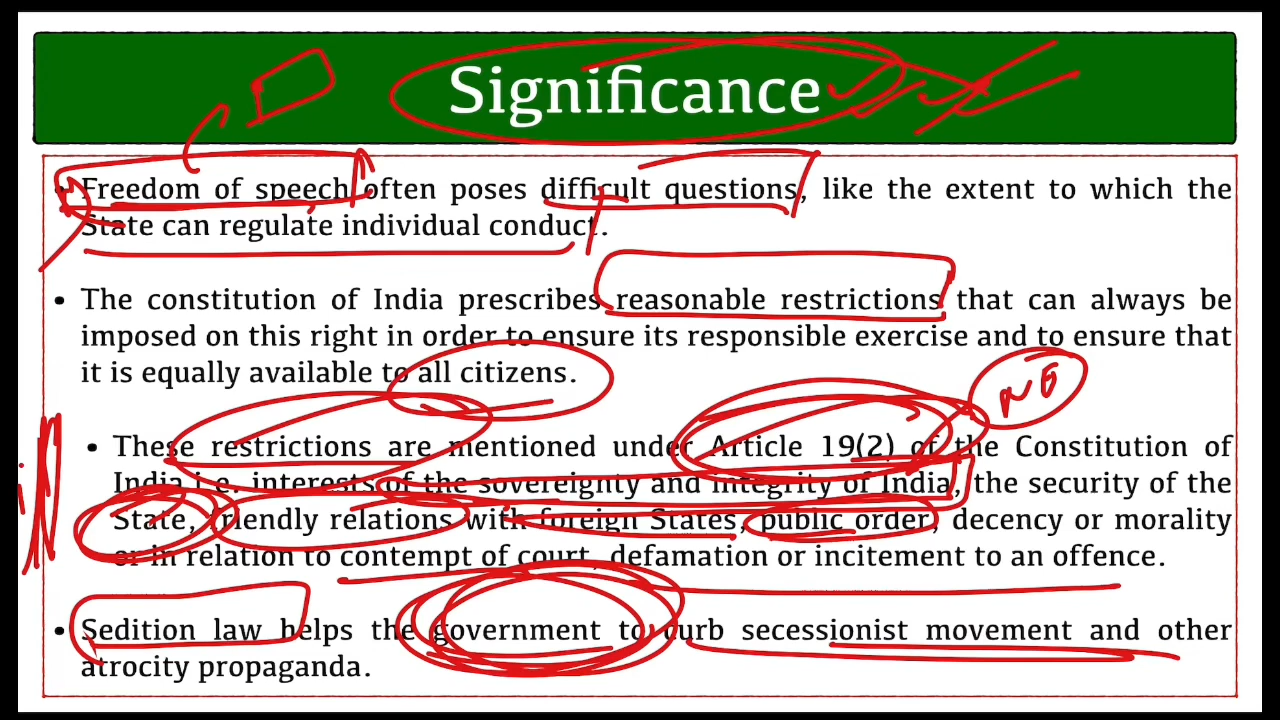 Significance
• Freedom of speech often poses difficult questions, like the extent to which the
State can regulate individual conduct.
• The constitution of India prescribes reasonable restrictions that can always be
imposed on this right in order to ensure its responsible exercise and to ensure that
it is equally available to all citizens.
• These restrictions are mentioned under Article 19(2) of the Constitution of
India i.e. interests of the sovereignty and integrity of India, the security of the
State, friendly relations with foreign States, public order, decency or morality
or in relation to contempt of court, defamation or incitement to an offence.
• Sedition law helps the government to curb secessionist movement and other
atrocity propaganda.